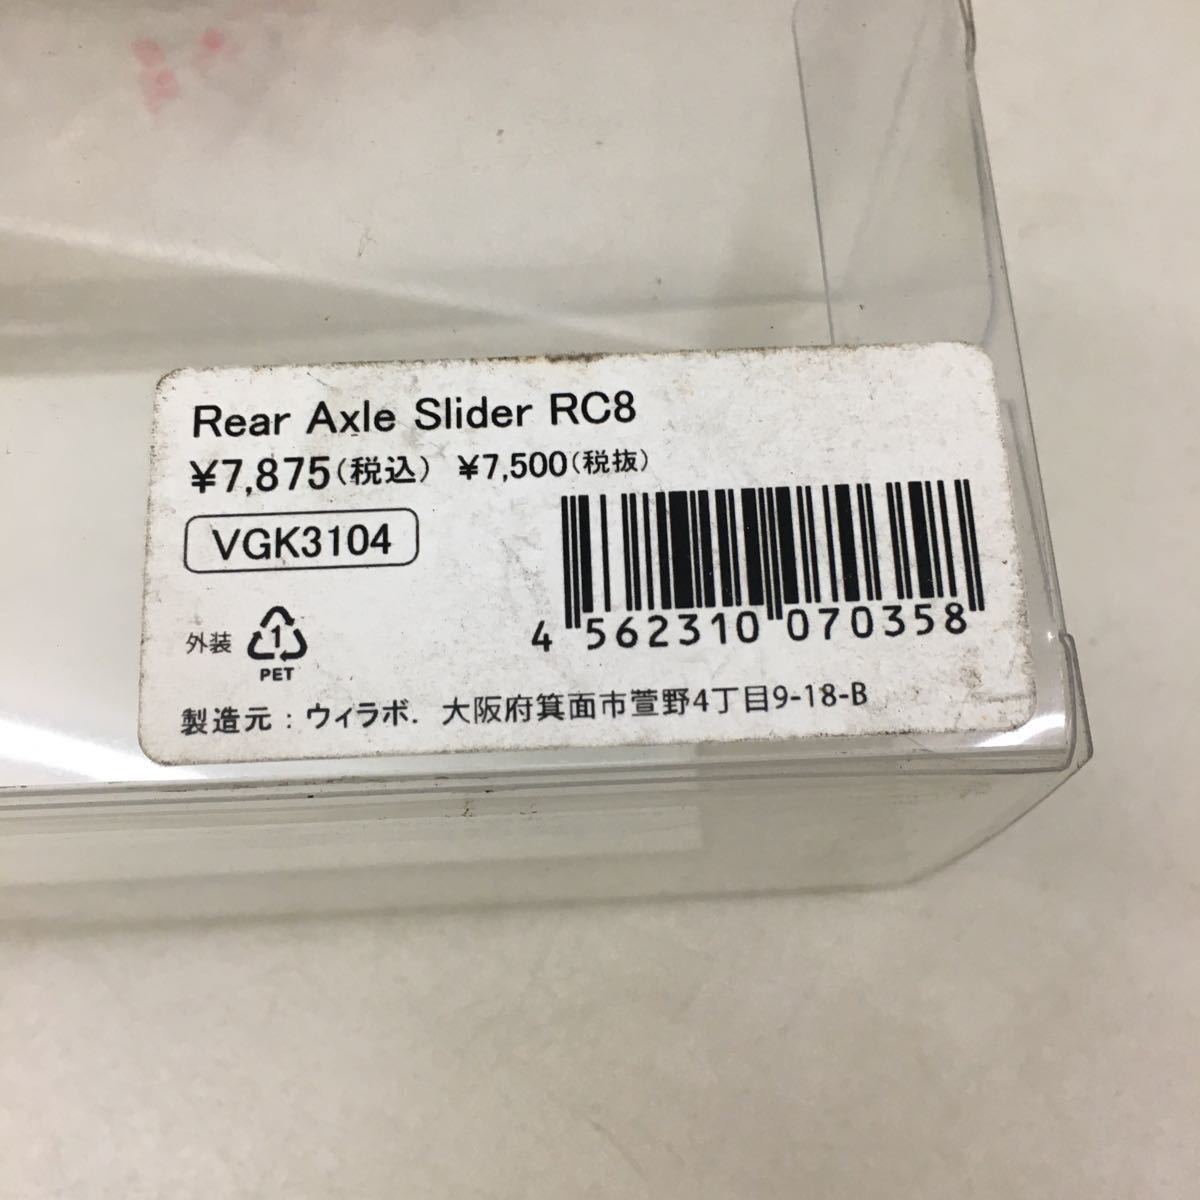 Rear Axle Slider RC8
¥7,875(税込) ¥7,500(税抜)
VGK3104
外装
1
PET
4 562310 070358
製造元 : ウィラボ. 大阪府箕面市萱野4丁目9-18-B